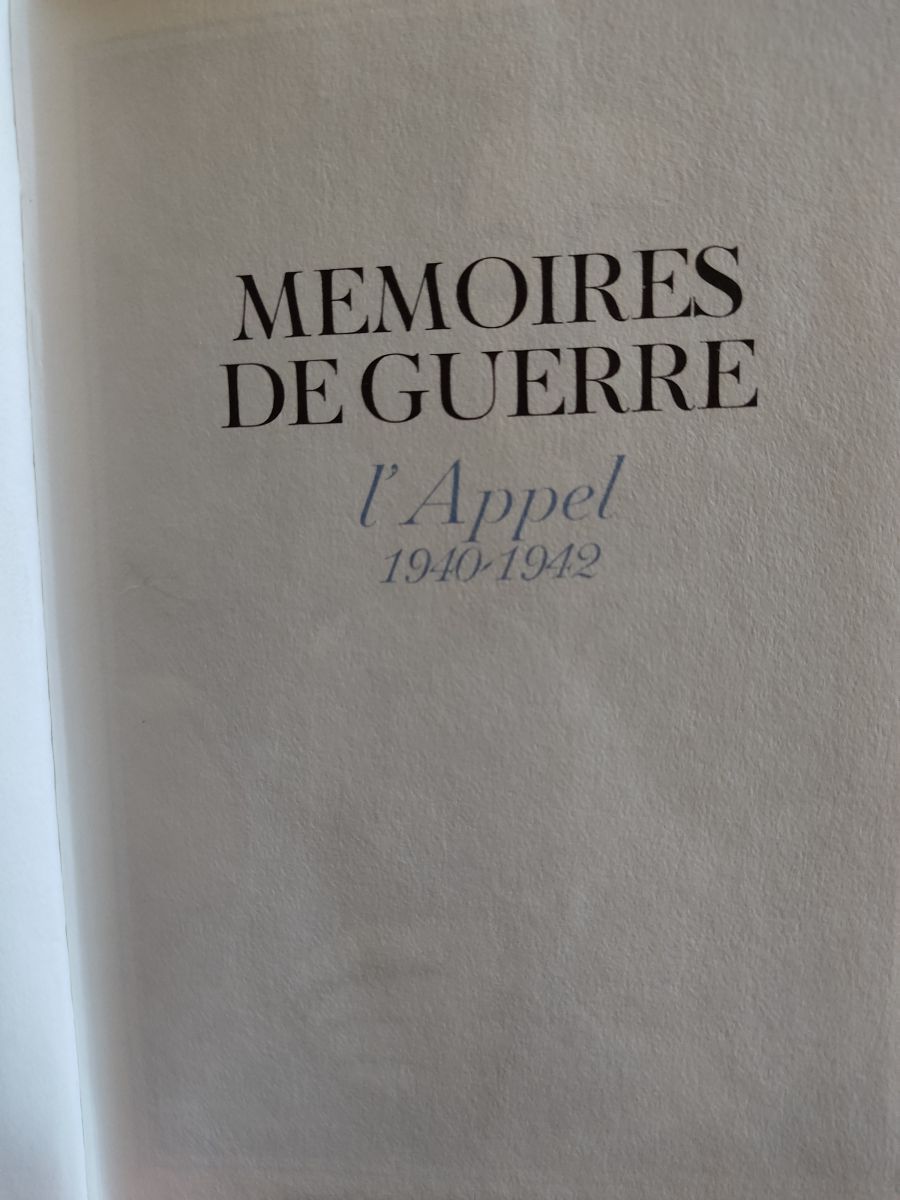 MEMOIRES
DE GUERRE
l'Appel
1940-1942